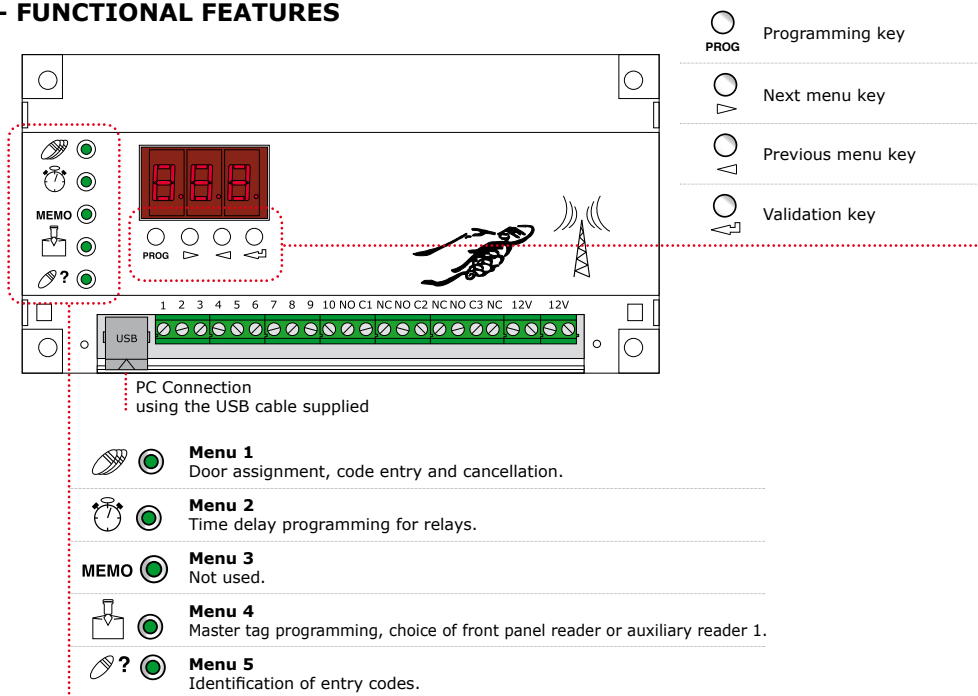 - FUNCTIONAL FEATURES
PROG
Programming key
Next menu key
Previous menu key
Validation key
MEMO
?
PROG
1 2 3 4 5 6 7 8 9 10 NO C1 NC NO C2 NC NO C3 NC 12V 12V
USB
PC Connection
using the USB cable supplied
Menu 1
Door assignment, code entry and cancellation.
Menu 2
Time delay programming for relays.
MEMO
Menu 3
Not used.
Menu 4
Master tag programming, choice of front panel reader or auxiliary reader 1.
?
Menu 5
Identification of entry codes.